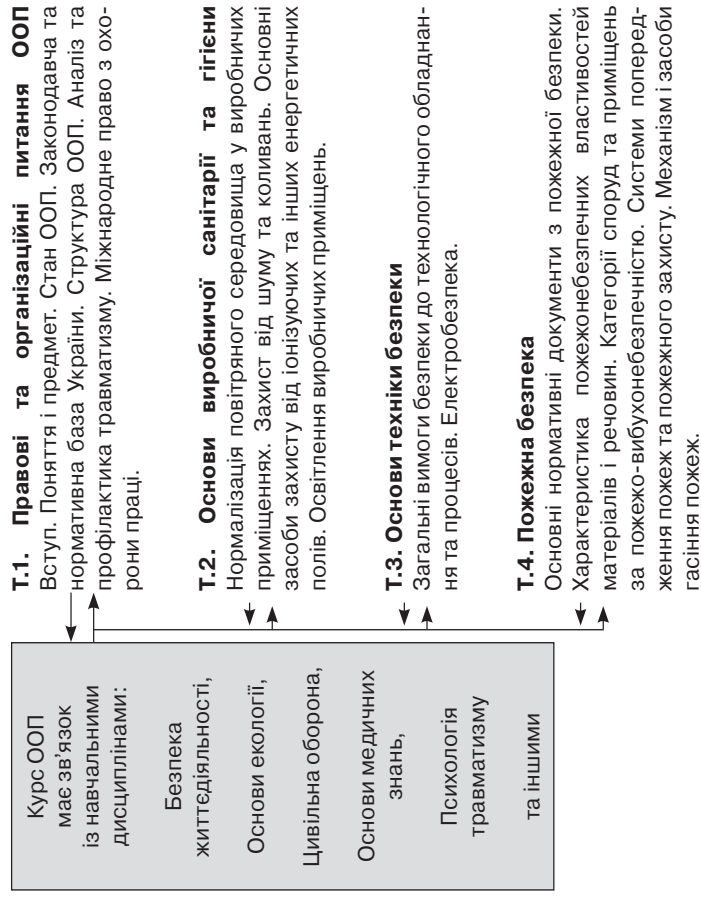 Курс ООП
має зв’язок
із навчальними
дисциплінами:
Безпека
життєдіяльності,
Основи екології,
Цивільна оборона,
Основи медичних
знань,
Психологія
травматизму
та іншими
Т.1. Правові та організаційні питання ООП
Вступ. Поняття і предмет. Стан ООП. Законодавча та
нормативна база України. Структура ООП. Аналіз та
профілактика травматизму. Міжнародне право з охо-
рони праці.
Т.2. Основи виробничої санітарії та гігієни
Нормалізація повітряного середовища у виробничих
приміщеннях. Захист від шуму та коливань. Основні
засоби захисту від іонізуючих та інших енергетичних
полів. Освітлення виробничих приміщень.
Т.3. Основи техніки безпеки
Загальні вимоги безпеки до технологічного обладнан-
ня та процесів. Електробезпека.
Т.4. Пожежна безпека
Основні нормативні документи з пожежної безпеки.
Характеристика пожежонебезпечних властивостей
матеріалів і речовин. Категорії споруд та приміщень
за пожежо-вибухонебезпечністю. Системи поперед-
ження пожеж та пожежного захисту. Механізм і засоби
гасіння пожеж.